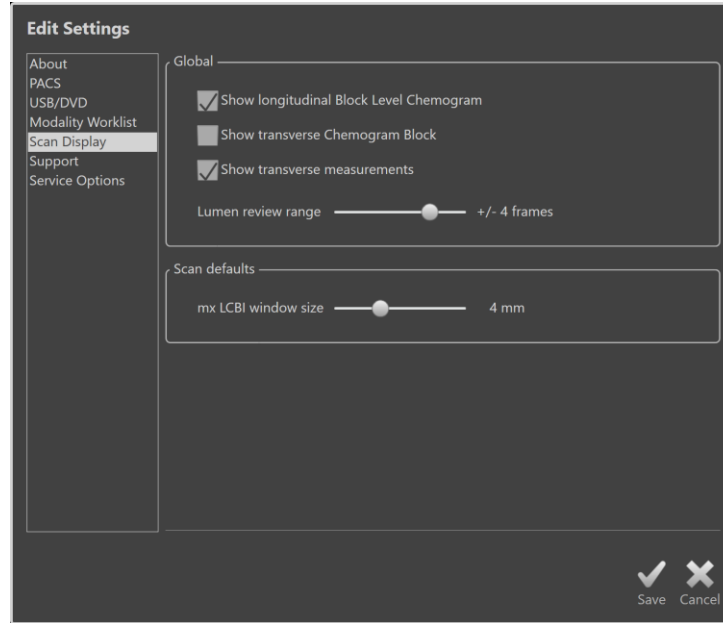 Edit Settings
About
PACS
USB/DVD
Modality Worklist
Scan Display
Support
Service Options
Global
Show longitudinal Block Level Chemogram
Show transverse Chemogram Block
Show transverse measurements
Lumen review range +/- 4 frames
Scan defaults
mx LCBI window size 4 mm
Save Cancel